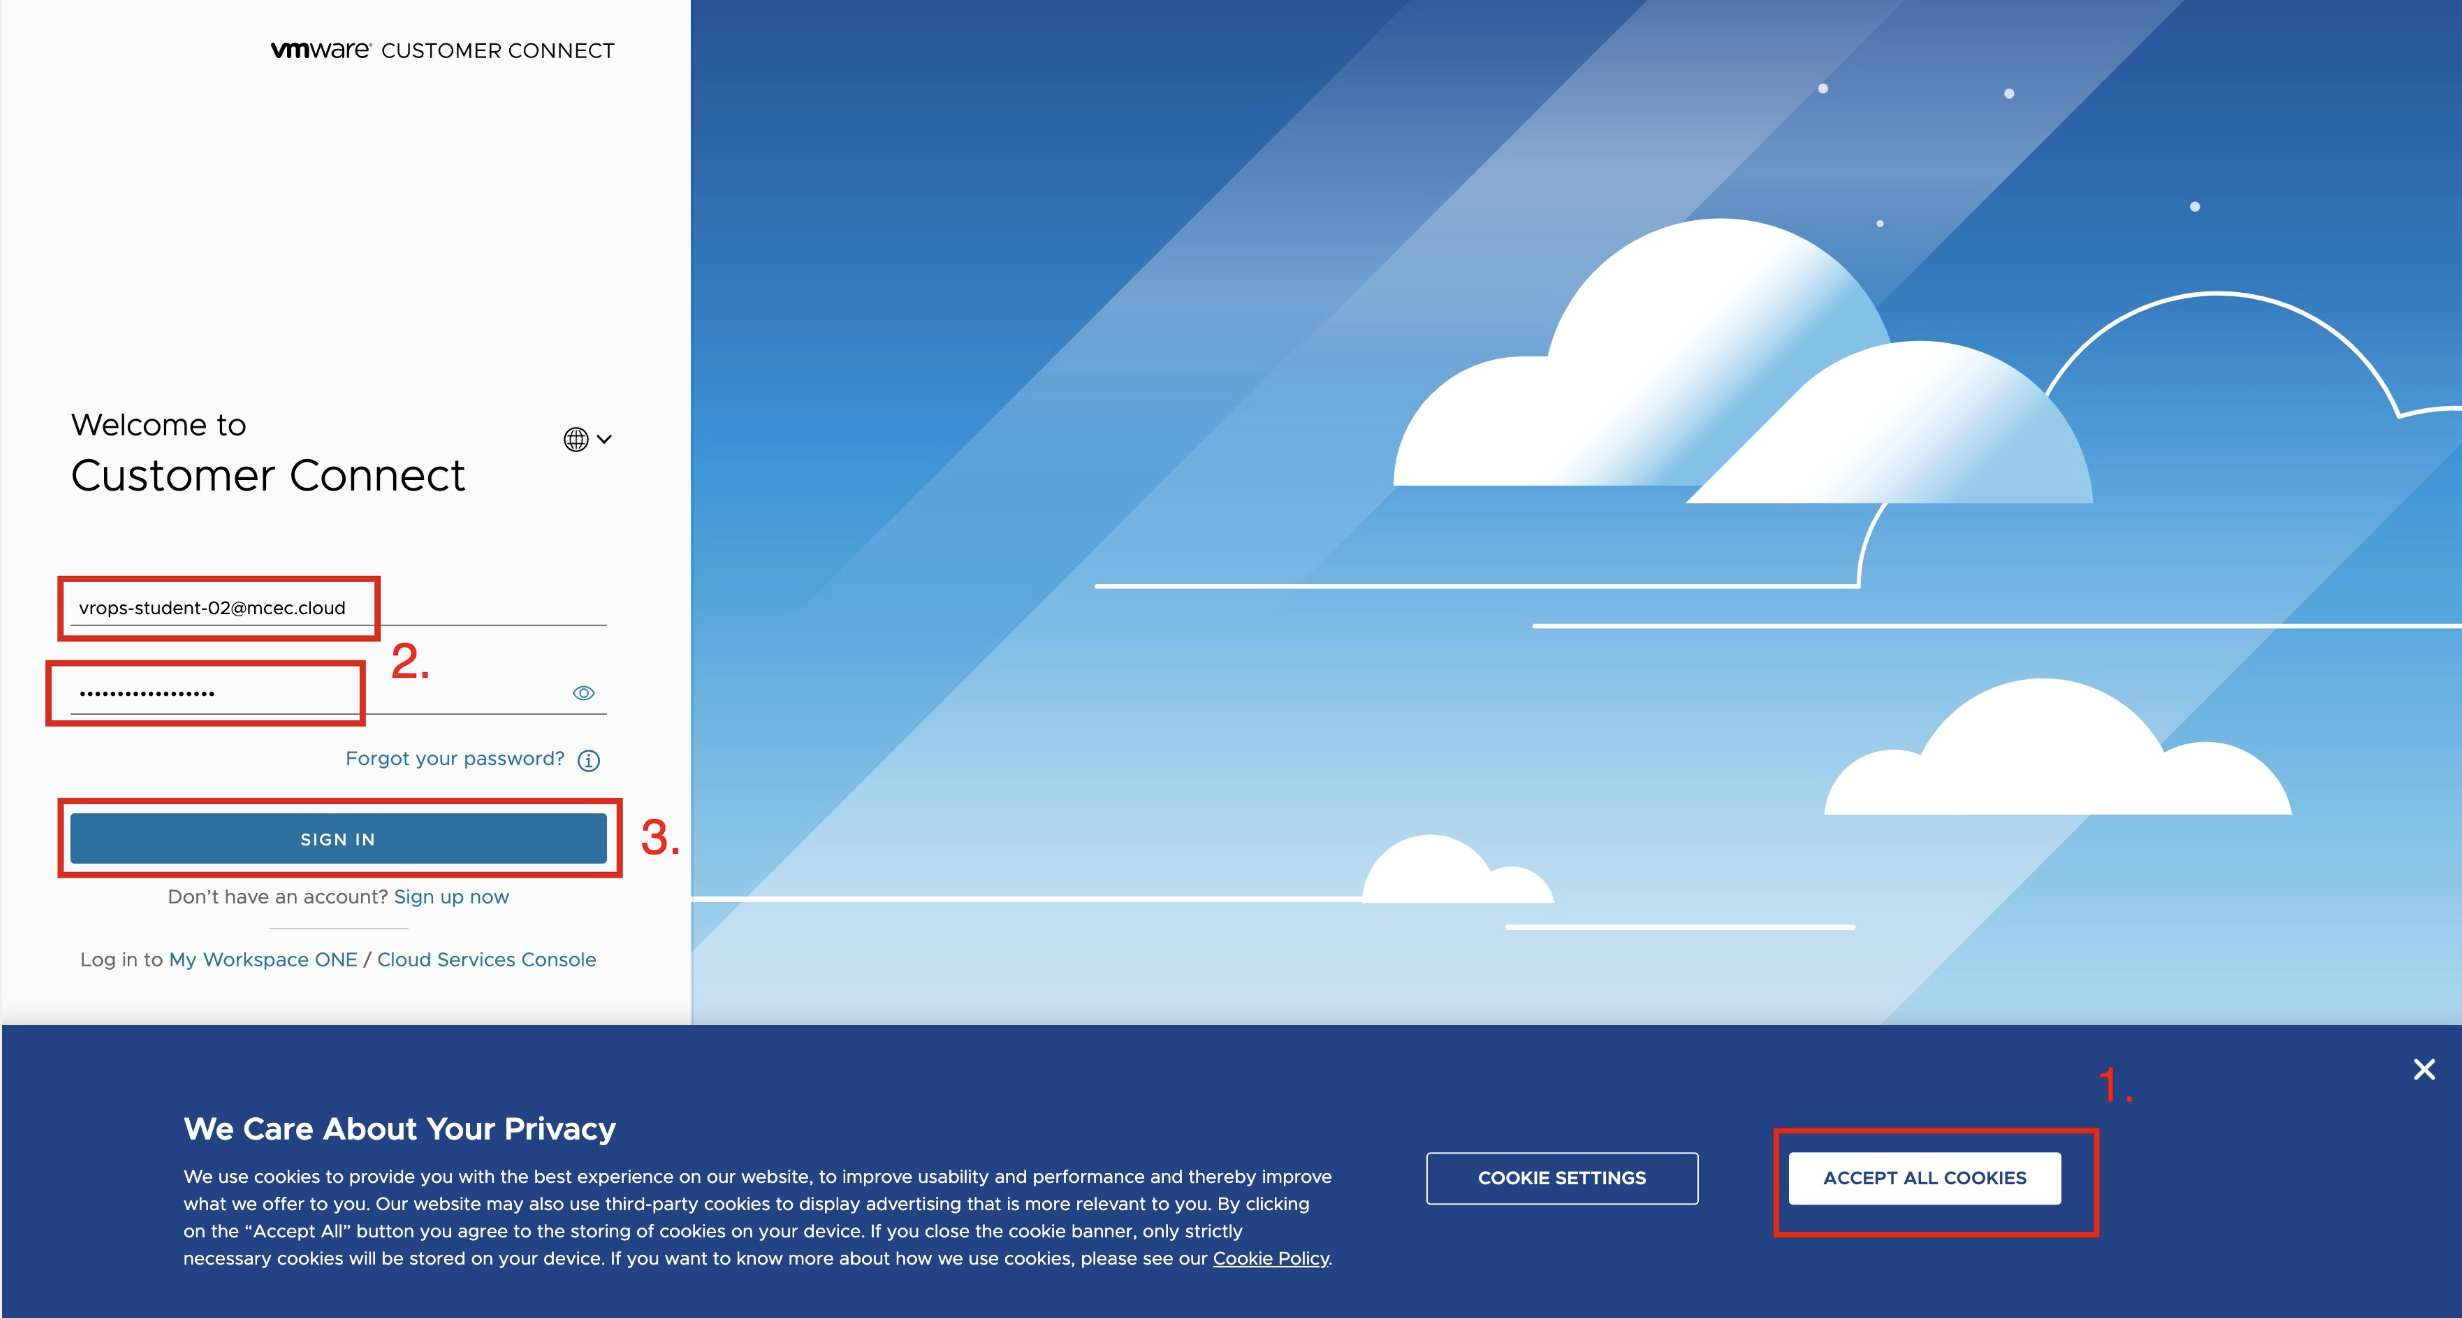 vmware® CUSTOMER CONNECT
Welcome to
Customer Connect
vrops-student-02@mcec.cloud
2.
••••••••••••••••••
Forgot your password?
SIGN IN
3.
Don't have an account? Sign up now
Log in to My Workspace ONE / Cloud Services Console
1.
We Care About Your Privacy
We use cookies to provide you with the best experience on our website, to improve usability and performance and thereby improve
what we offer to you. Our website may also use third-party cookies to display advertising that is more relevant to you. By clicking
on the “Accept All” button you agree to the storing of cookies on your device. If you close the cookie banner, only strictly
necessary cookies will be stored on your device. If you want to know more about how we use cookies, please see our Cookie Policy.
COOKIE SETTINGS
ACCEPT ALL COOKIES